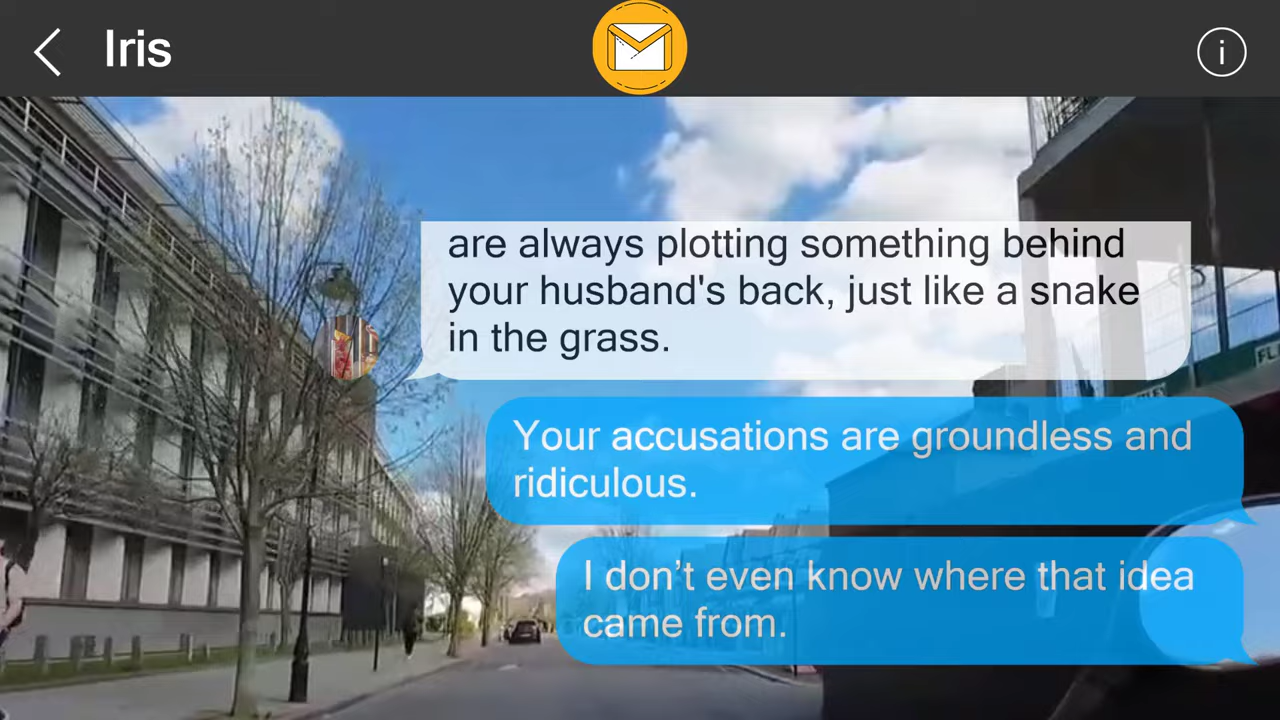 Iris
i
are always plotting something behind
your husband's back, just like a snake
in the grass.
Your accusations are groundless and
ridiculous.
I don’t even know where that idea
came from.